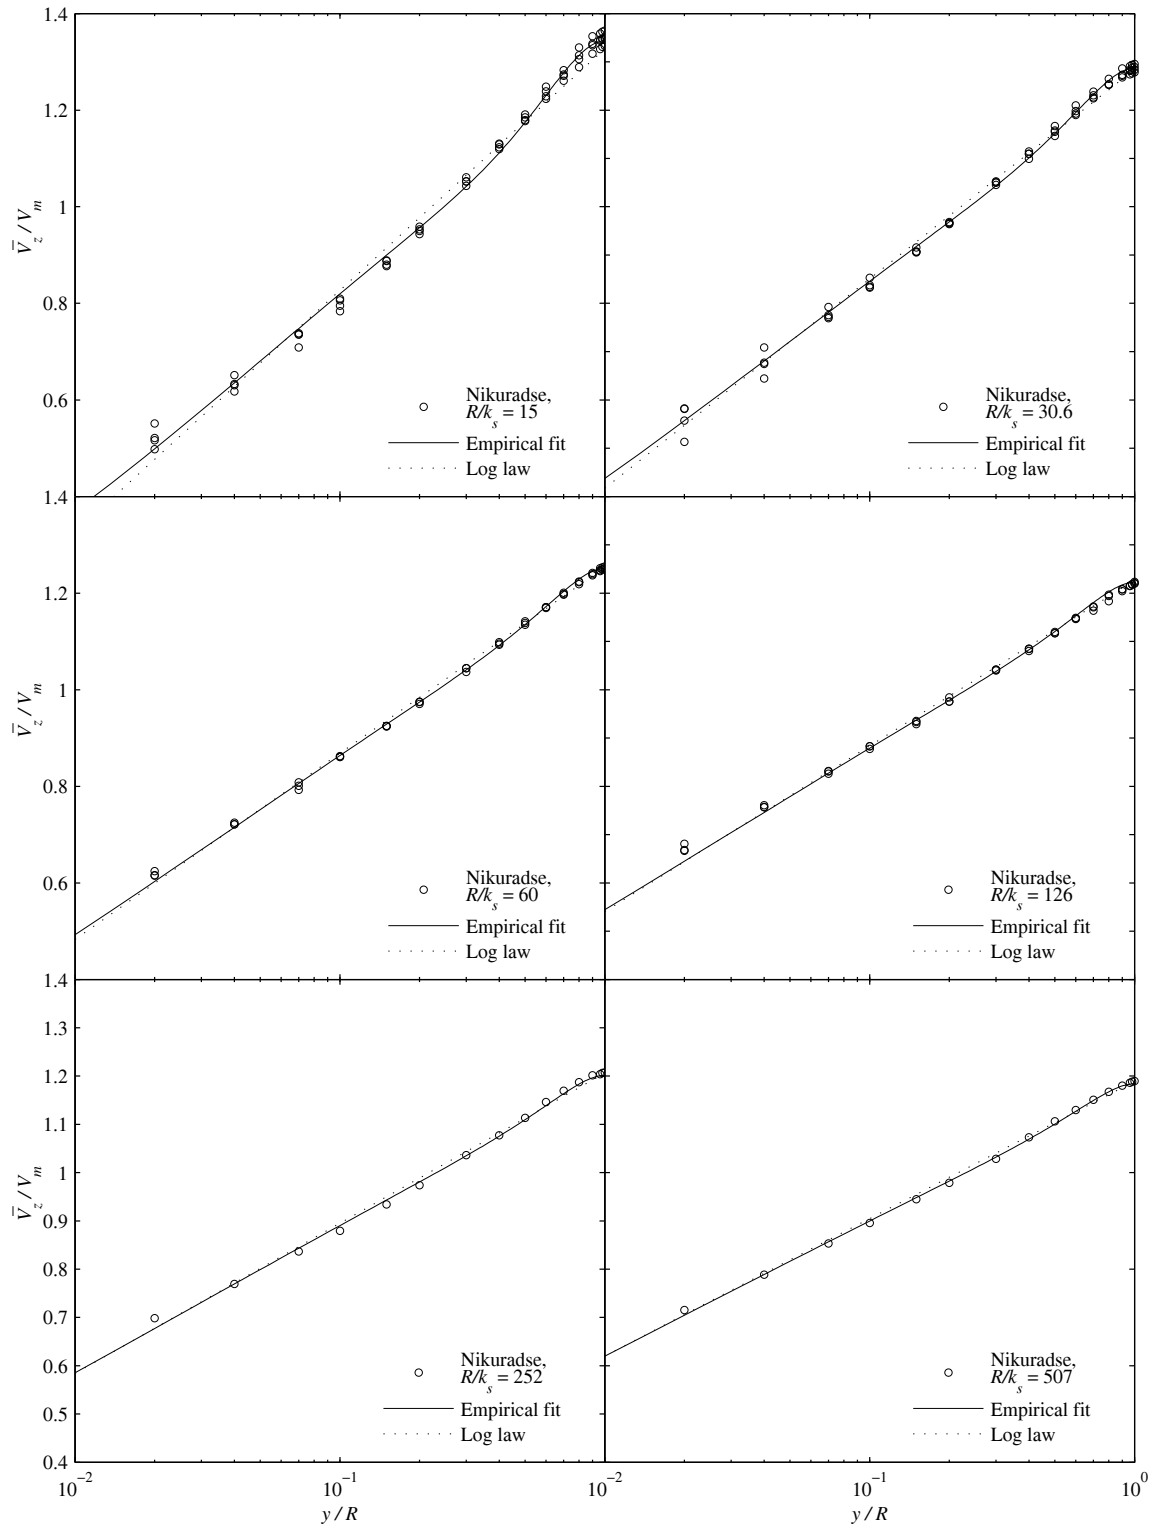 1.4
1.2
1
0.8
0.6
1.4
V̄z / Vm
Nikuradse,
R/ks = 15
Empirical fit
Log law
Nikuradse,
R/ks = 30.6
Empirical fit
Log law
1.2
1
0.8
0.6
1.4
V̄z / Vm
Nikuradse,
R/ks = 60
Empirical fit
Log law
Nikuradse,
R/ks = 126
Empirical fit
Log law
1.3
1.2
1.1
1
0.9
0.8
0.7
0.6
0.5
0.4
V̄z / Vm
Nikuradse,
R/ks = 252
Empirical fit
Log law
Nikuradse,
R/ks = 507
Empirical fit
Log law
10−2 10−1 10−2 10−1 100
y / R y / R